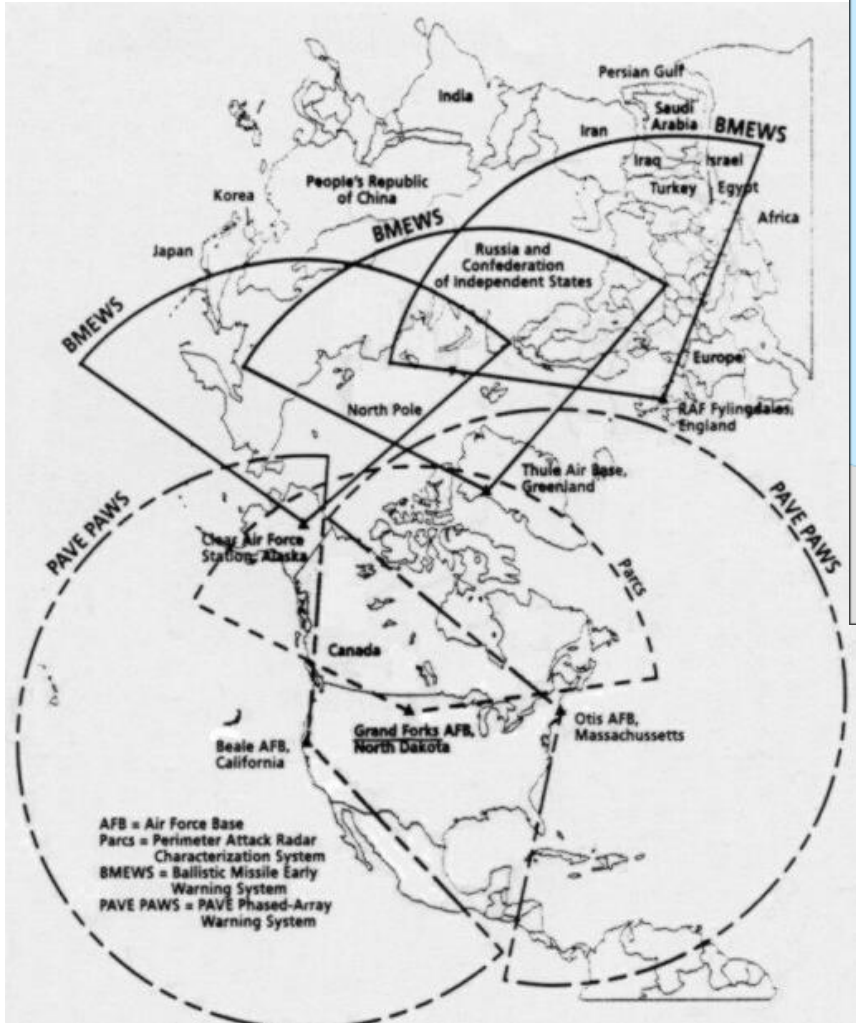 Persian Gulf
India
Saudi
Arabia
BMEWS
Iran
Iraq
Israel
People's Republic
of China
Turkey
Egypt
Korea
Africa
BMEWS
Japan
Russia and
Confederation
of Independent States
BMEWS
Europe
North Pole
RAF Fylingdales,
England
Thule Air Base,
Greenland
PAVE PAWS
PAVE PAWS
Clear Air Force
Station, Alaska
Parcs
Canada
Grand Forks AFB,
North Dakota
Otis AFB,
Massachussetts
Beale AFB,
California
AFB = Air Force Base
Parcs = Perimeter Attack Radar
Characterization System
BMEWS = Ballistic Missile Early
Warning System
PAVE PAWS = PAVE Phased-Array
Warning System